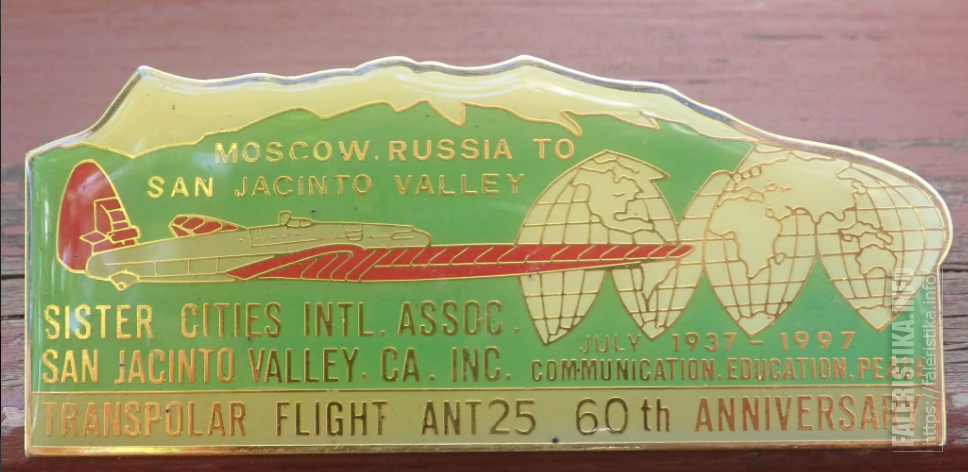 MOSCOW. RUSSIA TO
SAN JACINTO VALLEY
SISTER CITIES INTL. ASSOC.
SAN JACINTO VALLEY. CA. INC.
JULY 1937 - 1997
COMMUNICATION. EDUCATION. PEACE
TRANSPOLAR FLIGHT ANT25 60th ANNIVERSARY
FALERISTIKA.INFO
https://faleristika.info